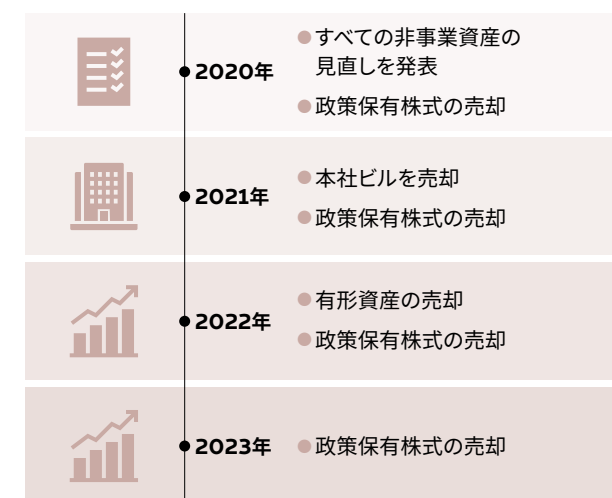 2020年
●すべての非事業資産の
見直しを発表
●政策保有株式の売却
2021年
●本社ビルを売却
●政策保有株式の売却
2022年
●有形資産の売却
●政策保有株式の売却
2023年
●政策保有株式の売却